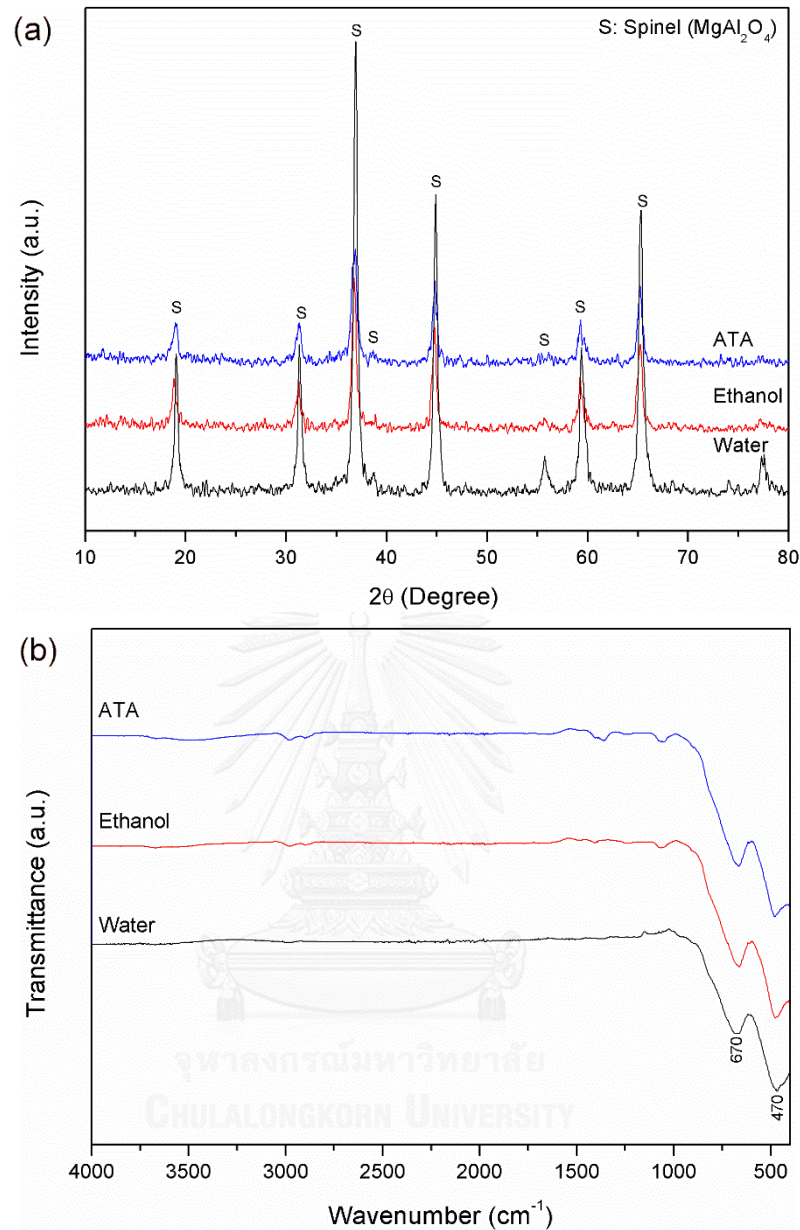 (a)
S: Spinel (MgAl₂O₄)
S
S
S
S
S
S
S
S
ATA
Ethanol
Water
Intensity (a.u.)
10 20 30 40 50 60 70 80
2θ (Degree)
(b)
ATA
Ethanol
Water
670
470
Transmittance (a.u.)
จุฬาลงกรณ์มหาวิทยาลัย
CHULALONGKORN UNIVERSITY
4000 3500 3000 2500 2000 1500 1000 500
Wavenumber (cm⁻¹)